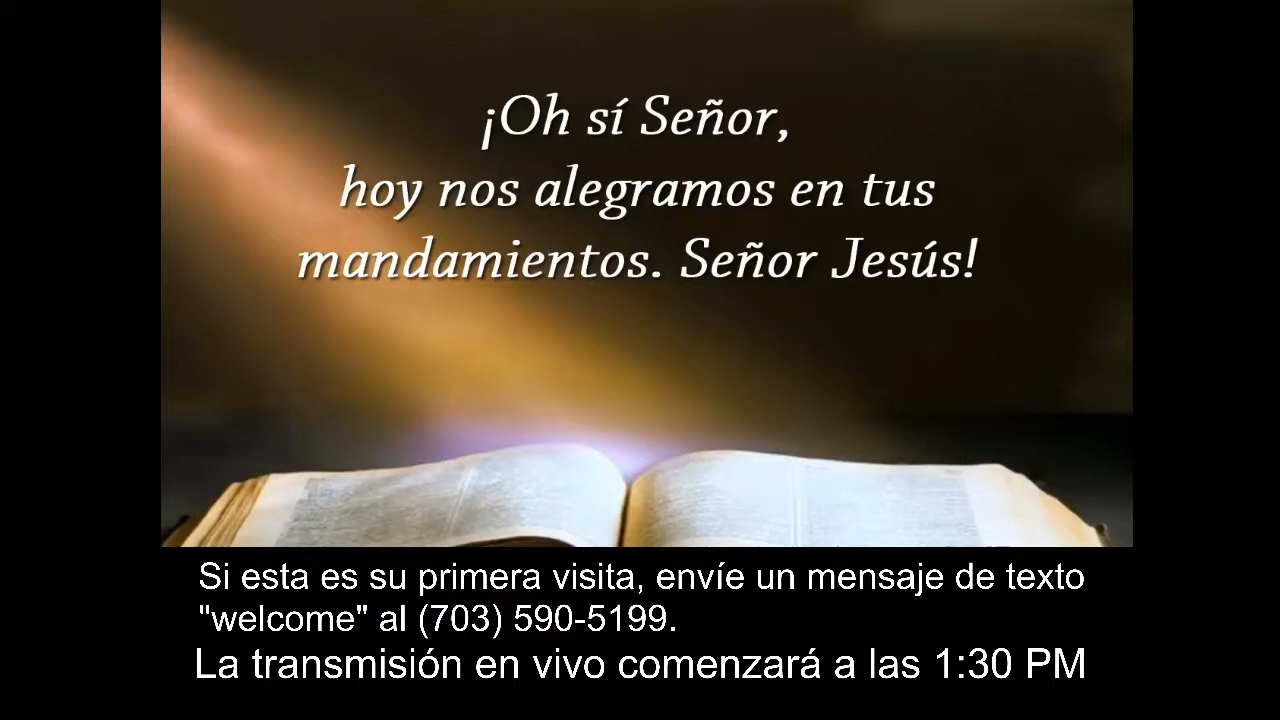 ¡Oh sí Señor,
hoy nos alegramos en tus
mandamientos. Señor Jesús!
Si esta es su primera visita, envíe un mensaje de texto
"welcome" al (703) 590-5199.
La transmisión en vivo comenzará a las 1:30 PM